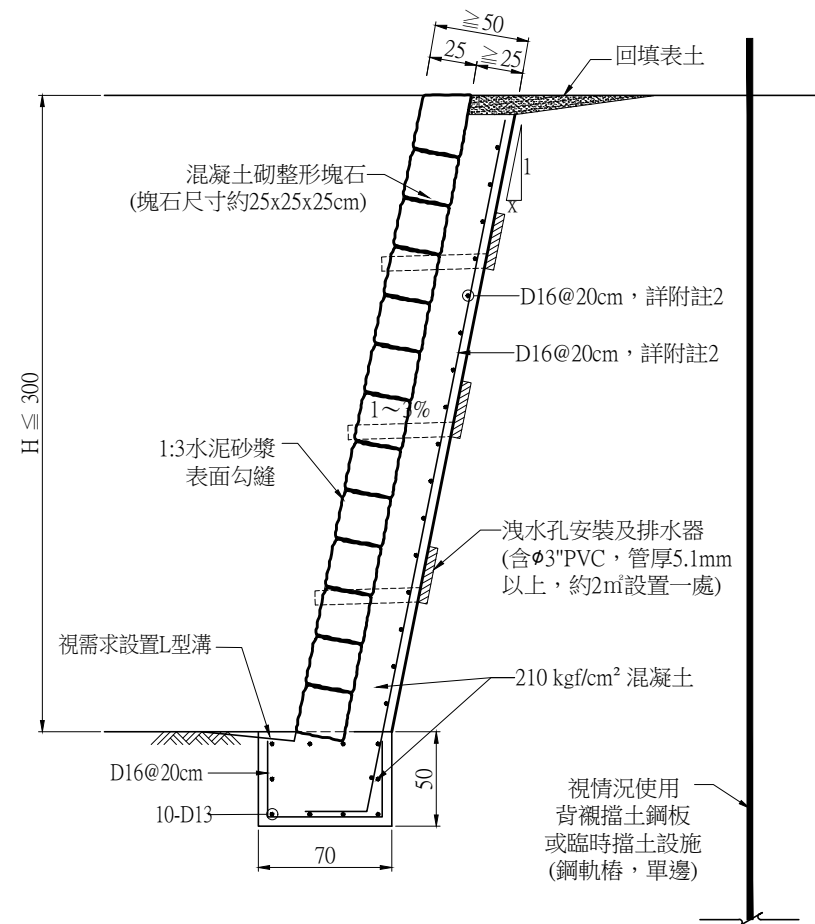 ≧50
25
≧25
回填表土
混凝土砌整形塊石
(塊石尺寸約25x25x25cm)
1
x
D16@20cm，詳附註2
D16@20cm，詳附註2
H ≦ 300
1～3%
1:3水泥砂漿
表面勾縫
洩水孔安裝及排水器
(含φ3"PVC，管厚5.1mm
以上，約2㎡設置一處)
視需求設置L型溝
210 kgf/cm² 混凝土
D16@20cm
10-D13
50
70
視情況使用
背襯擋土鋼板
或臨時擋土設施
(鋼軌樁，單邊)